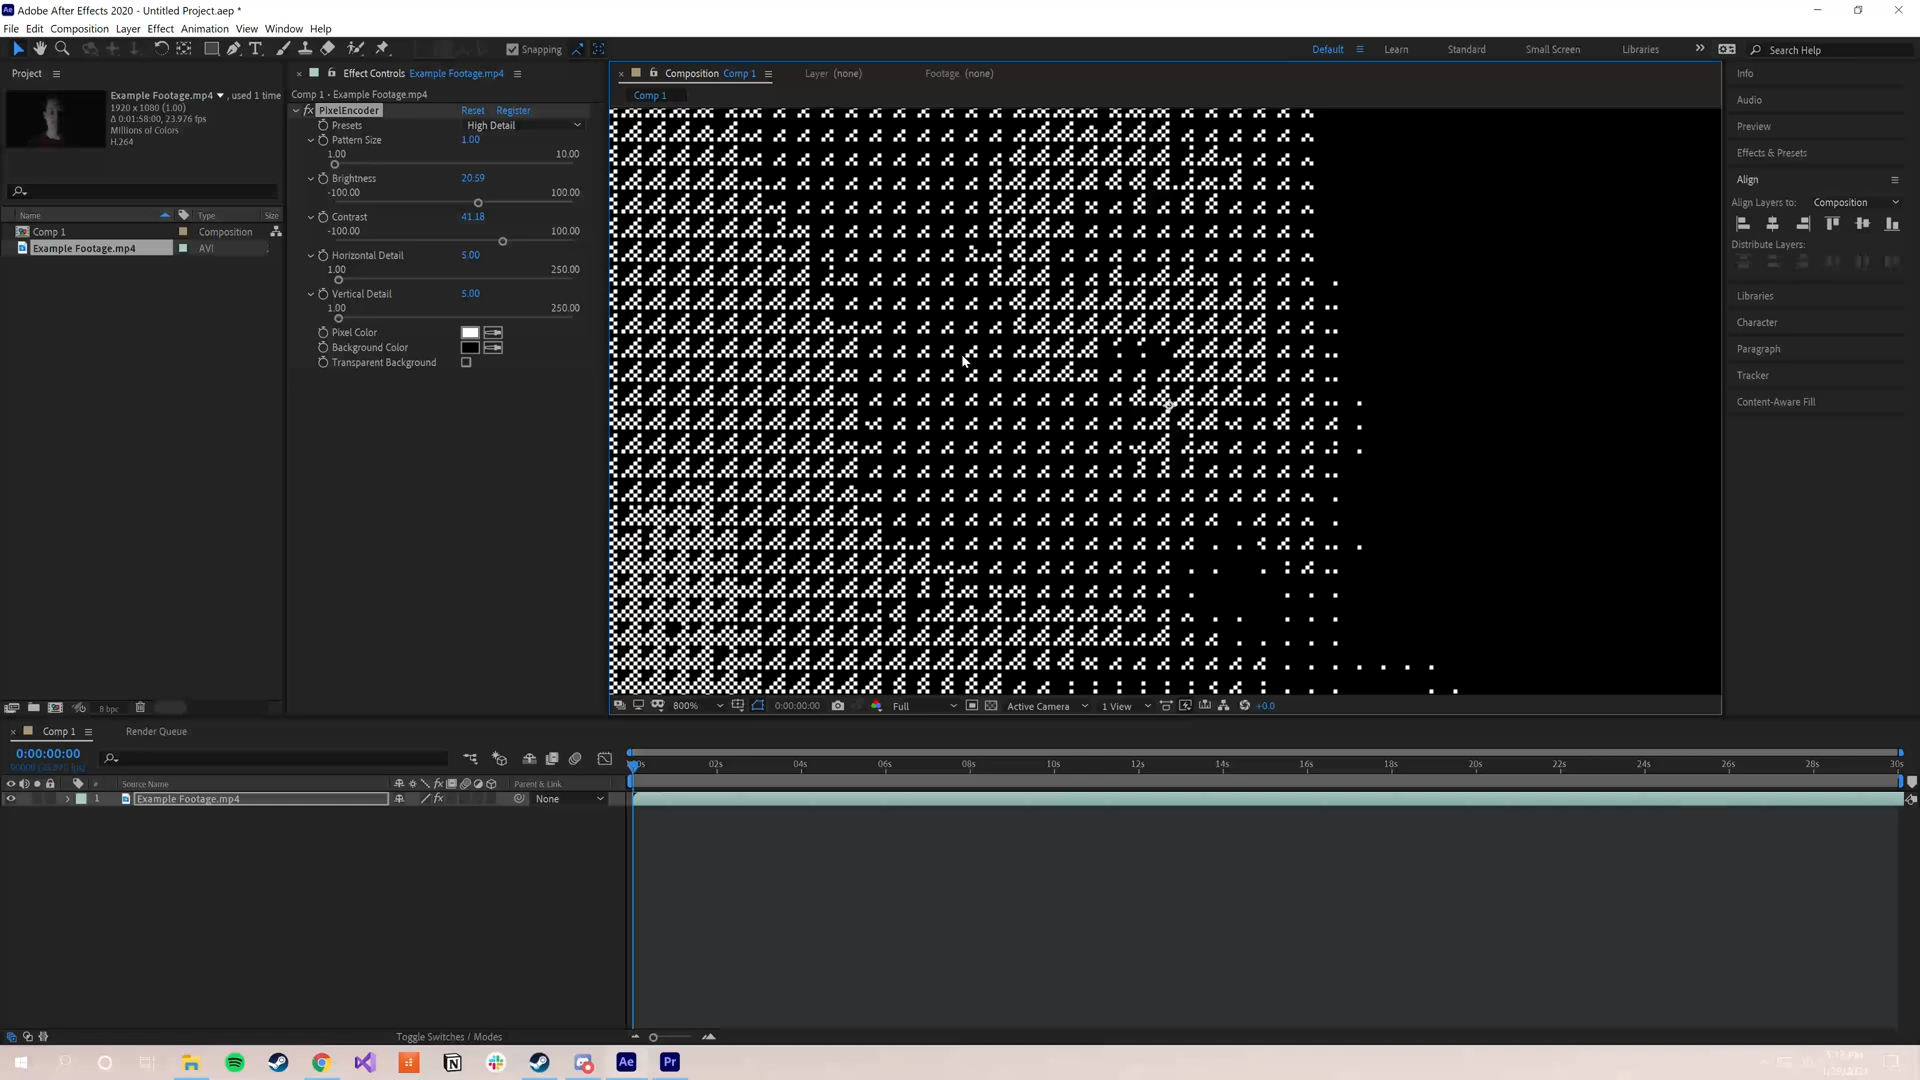 Adobe After Effects 2020 - Untitled Project.aep *
File Edit Composition Layer Effect Animation View Window Help
Snapping
Default Learn Standard Small Screen Libraries Search Help
Project
Effect Controls Example Footage.mp4
Composition Comp 1
Layer (none)
Footage (none)
Info
Example Footage.mp4 , used 1 time
1920 x 1080 (1.00)
Δ 0:01:58:00, 23.976 fps
Millions of Colors
H.264
Comp 1 • Example Footage.mp4
Comp 1
PixelEncoder Reset Register
Presets High Detail
Pattern Size 1.00
1.00 10.00
Brightness 20.59
-100.00 100.00
Contrast 41.18
-100.00 100.00
Horizontal Detail 5.00
1.00 250.00
Vertical Detail 5.00
1.00 250.00
Pixel Color
Background Color
Transparent Background
Audio
Preview
Effects & Presets
Align
Align Layers to: Composition
Distribute Layers:
Libraries
Character
Paragraph
Tracker
Content-Aware Fill
Name Type Size
Comp 1 Composition
Example Footage.mp4 AVI
8 bpc
800% 0:00:00:00 Full Active Camera 1 View +0.0
Comp 1 Render Queue
0:00:00:00
02s 04s 06s 08s 10s 12s 14s 16s 18s 20s 22s 24s 26s 28s 30s
# Source Name Parent & Link
1 Example Footage.mp4 None
Toggle Switches / Modes
Ae Pr